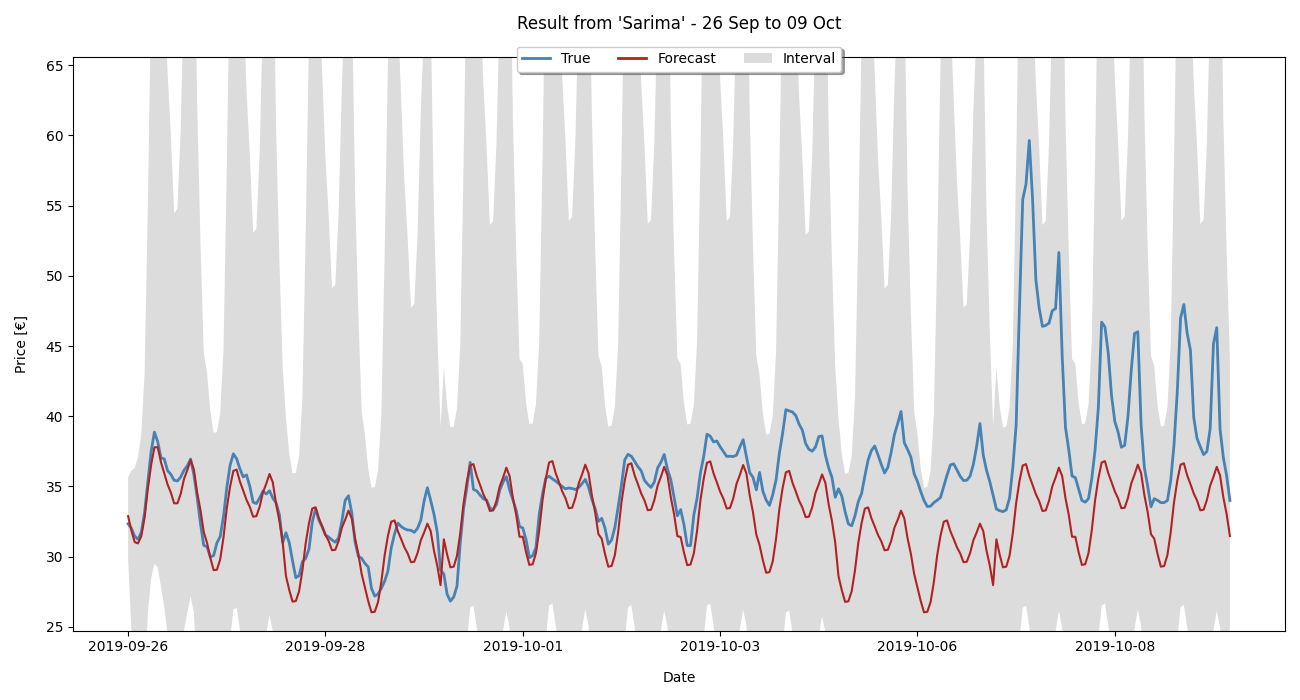 Result from 'Sarima' - 26 Sep to 09 Oct
True Forecast Interval
65
60
55
50
45
40
35
30
25
Price [€]
2019-09-26 2019-09-28 2019-10-01 2019-10-03 2019-10-06 2019-10-08
Date